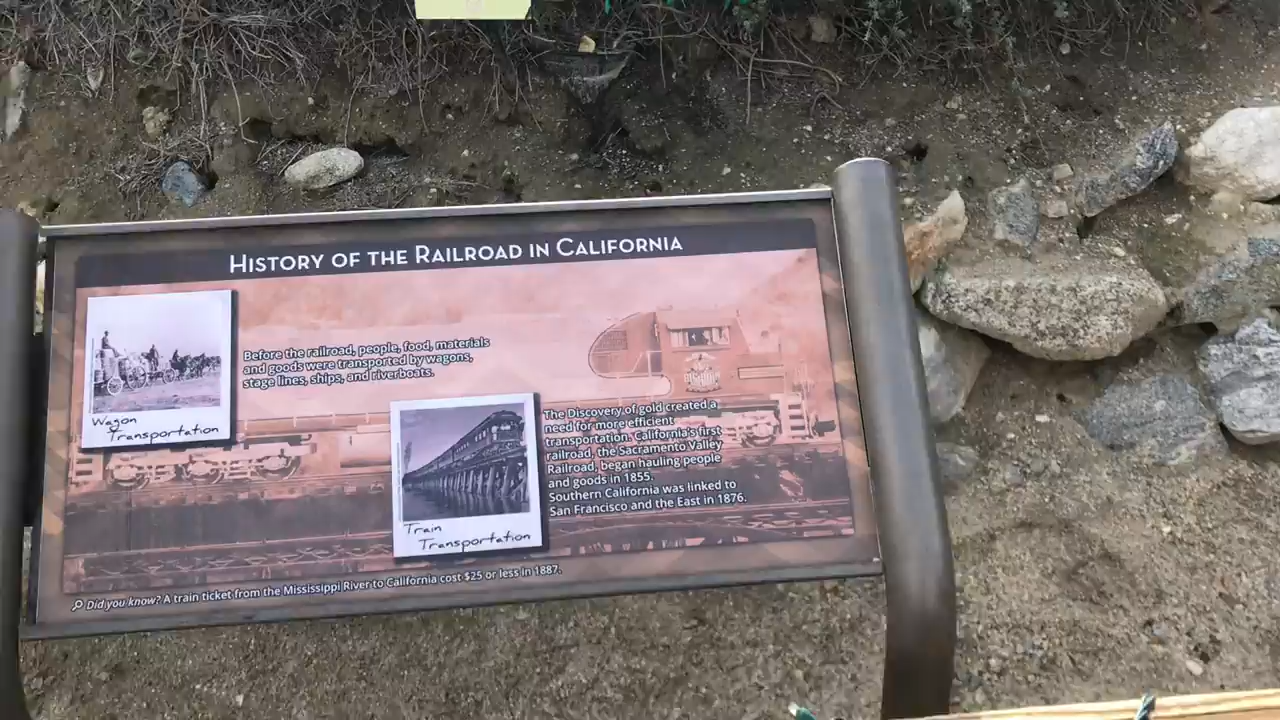 HISTORY OF THE RAILROAD IN CALIFORNIA
Before the railroad, people, food, materials
and goods were transported by wagons,
stage lines, ships, and riverboats.
Wagon
Transportation
The Discovery of gold created a
need for more efficient
transportation. California's first
railroad, the Sacramento Valley
Railroad, began hauling people
and goods in 1855.
Southern California was linked to
San Francisco and the East in 1876.
Train
Transportation
Did you know? A train ticket from the Mississippi River to California cost $25 or less in 1887.